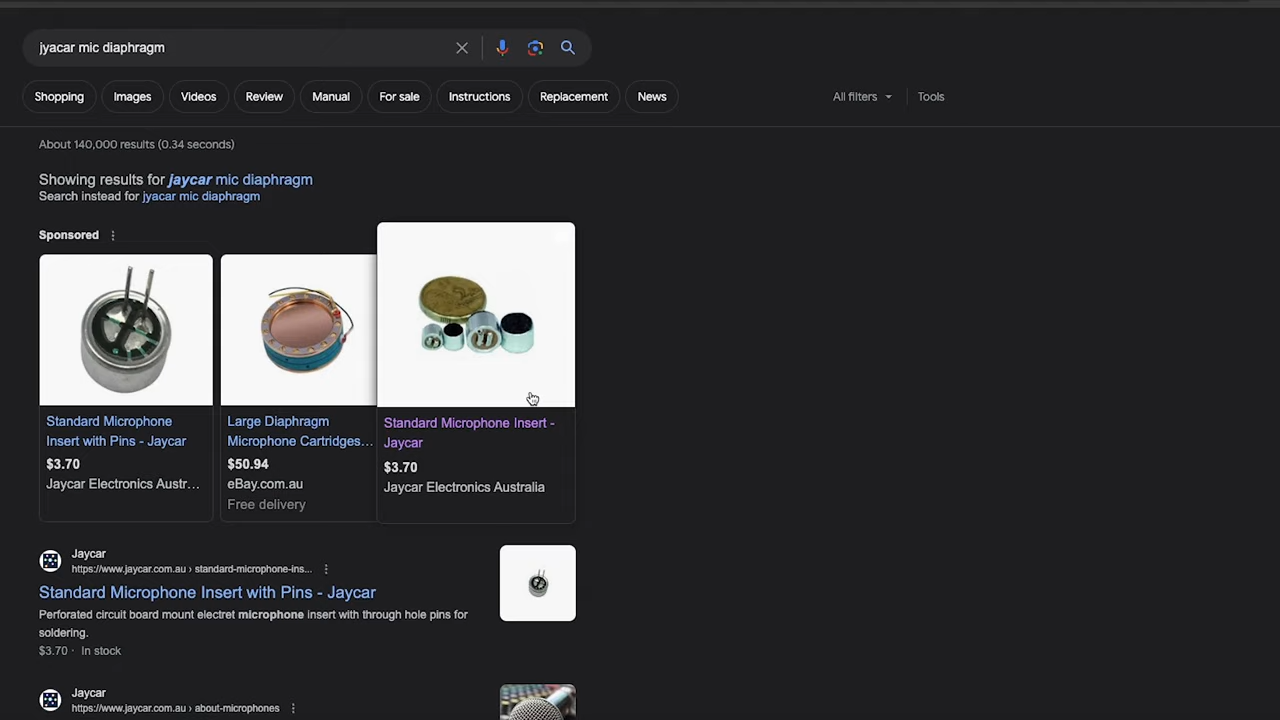 jyacar mic diaphragm
Shopping Images Videos Review Manual For sale Instructions Replacement News All filters Tools
About 140,000 results (0.34 seconds)
Showing results for jaycar mic diaphragm
Search instead for jyacar mic diaphragm
Sponsored
Standard Microphone
Insert with Pins - Jaycar
$3.70
Jaycar Electronics Austr...
Large Diaphragm
Microphone Cartridges...
$50.94
eBay.com.au
Free delivery
Standard Microphone Insert -
Jaycar
$3.70
Jaycar Electronics Australia
Jaycar
https://www.jaycar.com.au › standard-microphone-ins...
Standard Microphone Insert with Pins - Jaycar
Perforated circuit board mount electret microphone insert with through hole pins for
soldering.
$3.70 · In stock
Jaycar
https://www.jaycar.com.au › about-microphones